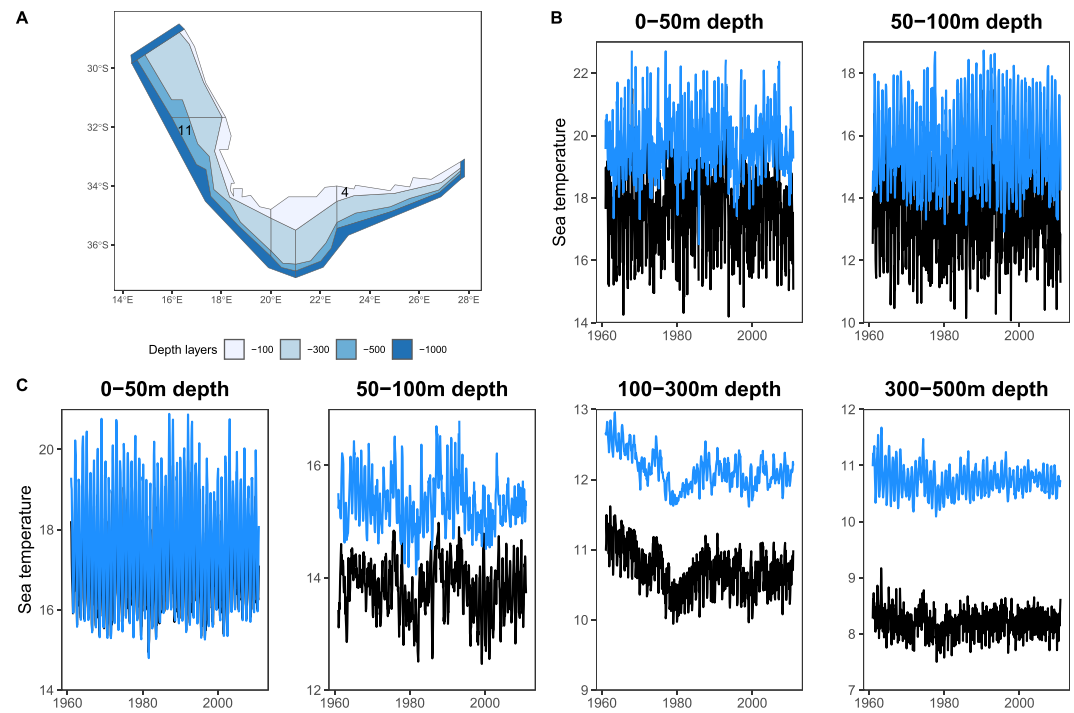 A
30°S
32°S
34°S
36°S
11
4
14°E 16°E 18°E 20°E 22°E 24°E 26°E 28°E
Depth layers −100 −300 −500 −1000
B
0−50m depth
50−100m depth
Sea temperature
22
20
18
16
14
1960 1980 2000
18
16
14
12
10
1960 1980 2000
C
0−50m depth
50−100m depth
100−300m depth
300−500m depth
Sea temperature
20
18
16
14
1960 1980 2000
16
14
12
1960 1980 2000
13
12
11
10
9
1960 1980 2000
12
11
10
9
8
7
1960 1980 2000